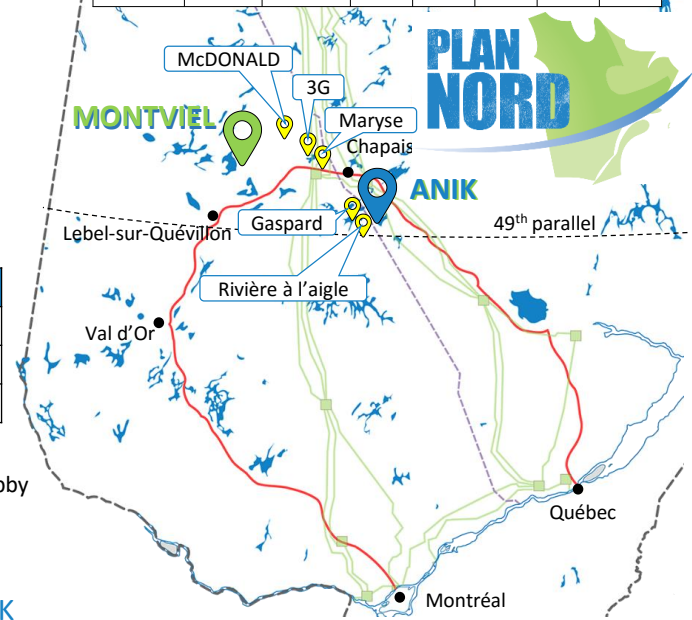 PLAN
NORD
McDONALD
3G
MONTVIEL
Maryse
Chapais
ANIK
Gaspard
49th parallel
Lebel-sur-Quévillon
Rivière à l'aigle
Val d'Or
by
Québec
Montréal
K